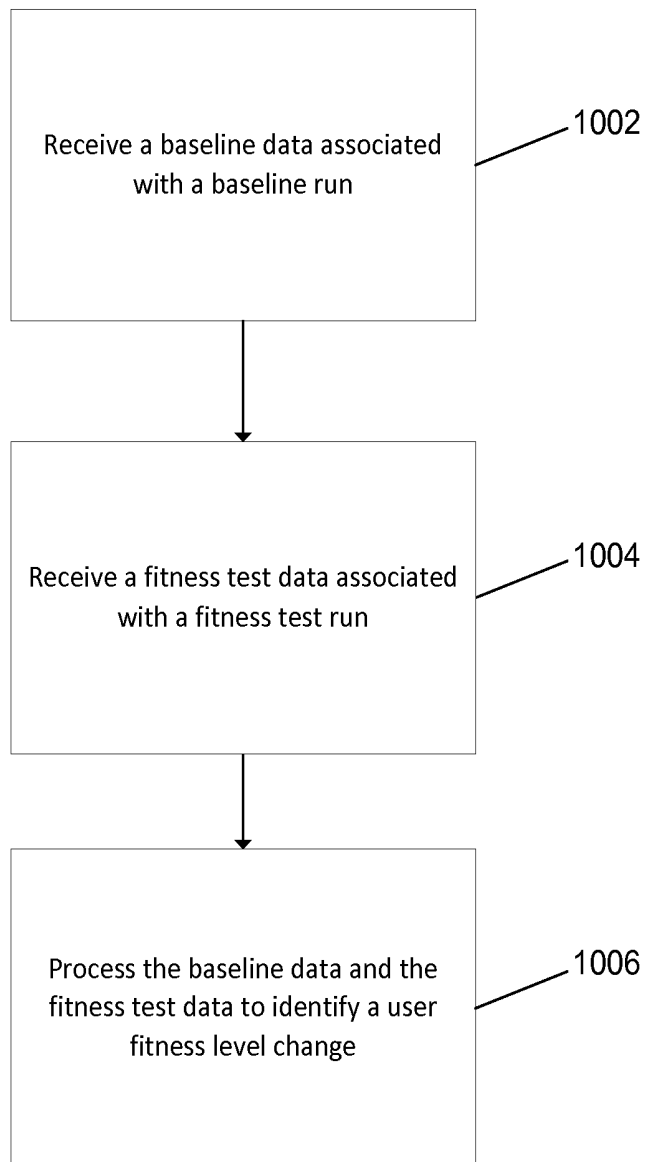 Receive a baseline data associated
with a baseline run
1002
Receive a fitness test data associated
with a fitness test run
1004
Process the baseline data and the
fitness test data to identify a user
fitness level change
1006